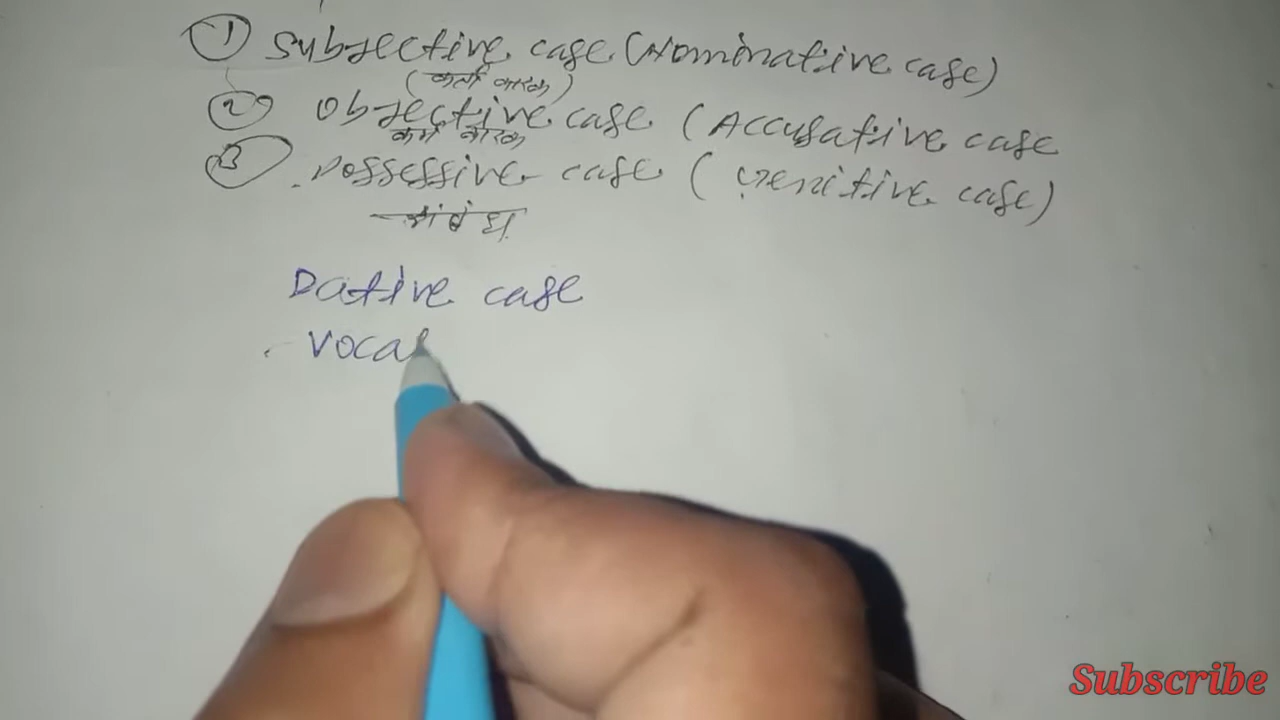 ① Subjective case (Nominative case)
(कर्ता कारक)
② Objective case (Accusative case
कर्म कारक
③ Possessive case (Genitive case)
संबंध
Dative case
Vocat
Subscribe